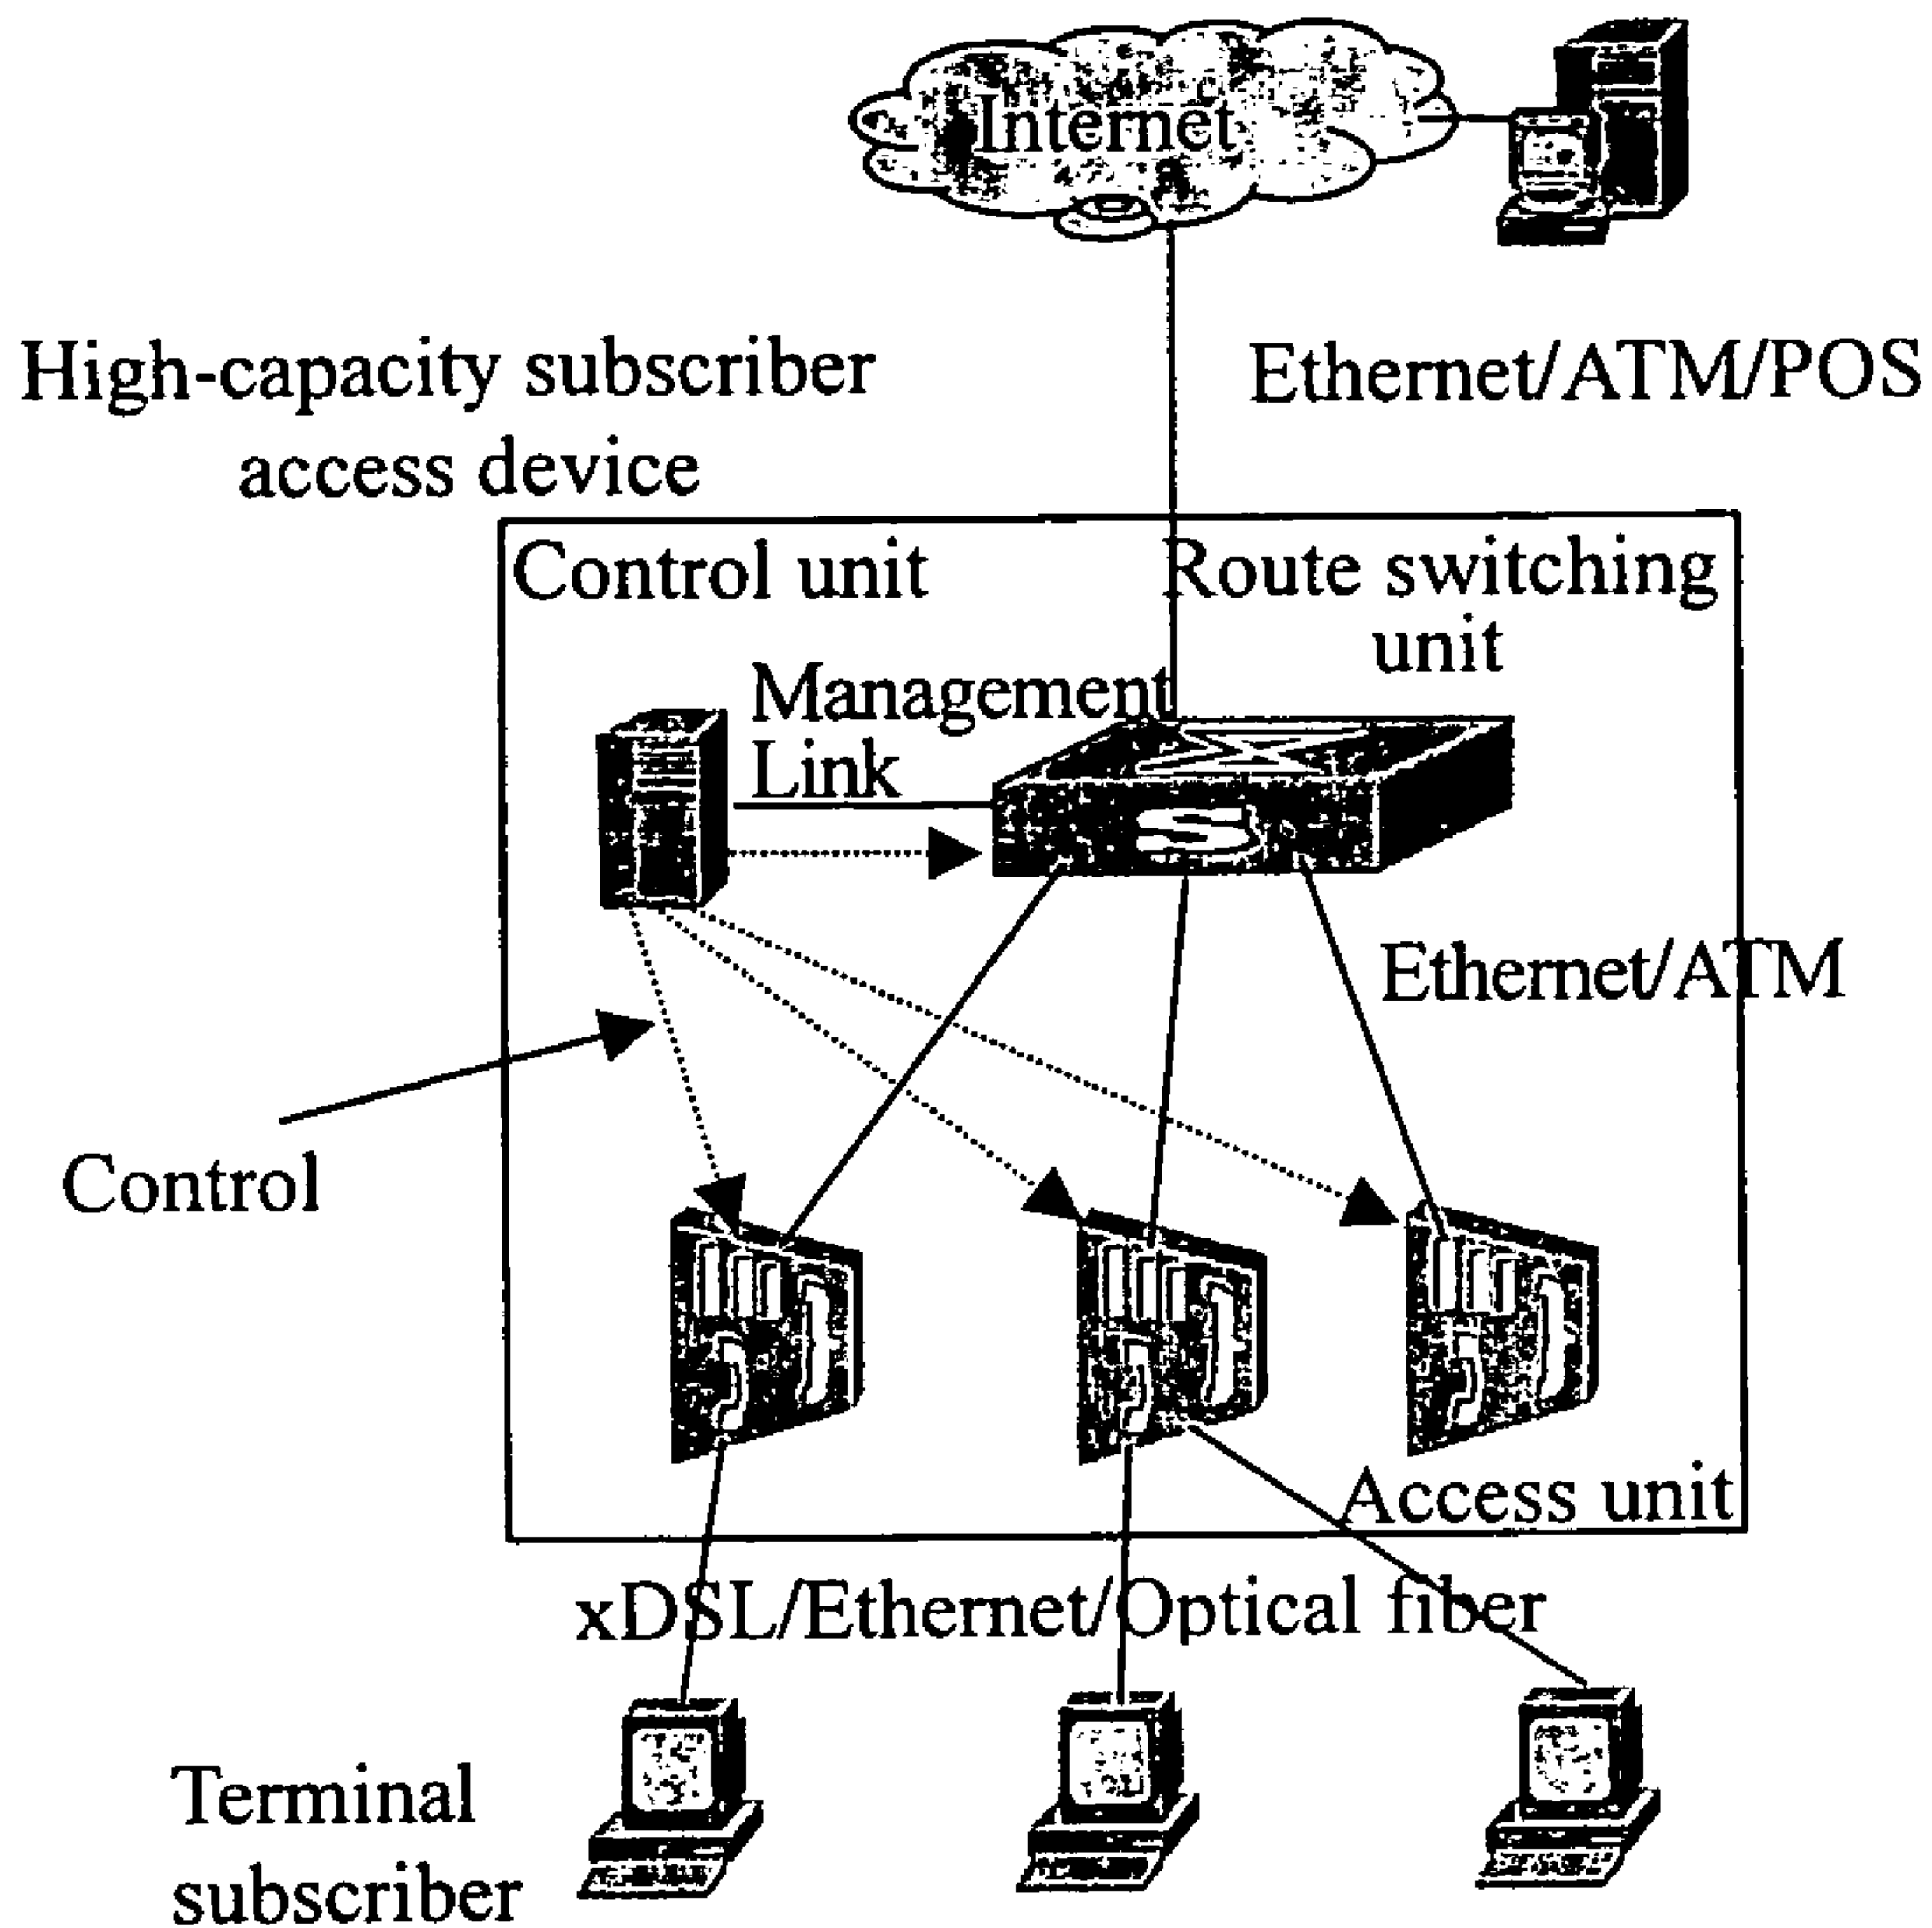 Internet
High-capacity subscriber
access device
Ethernet/ATM/POS
Control unit
Route switching
unit
Management
Link
Ethernet/ATM
Control
Access unit
xDSL/Ethernet/Optical fiber
Terminal
subscriber